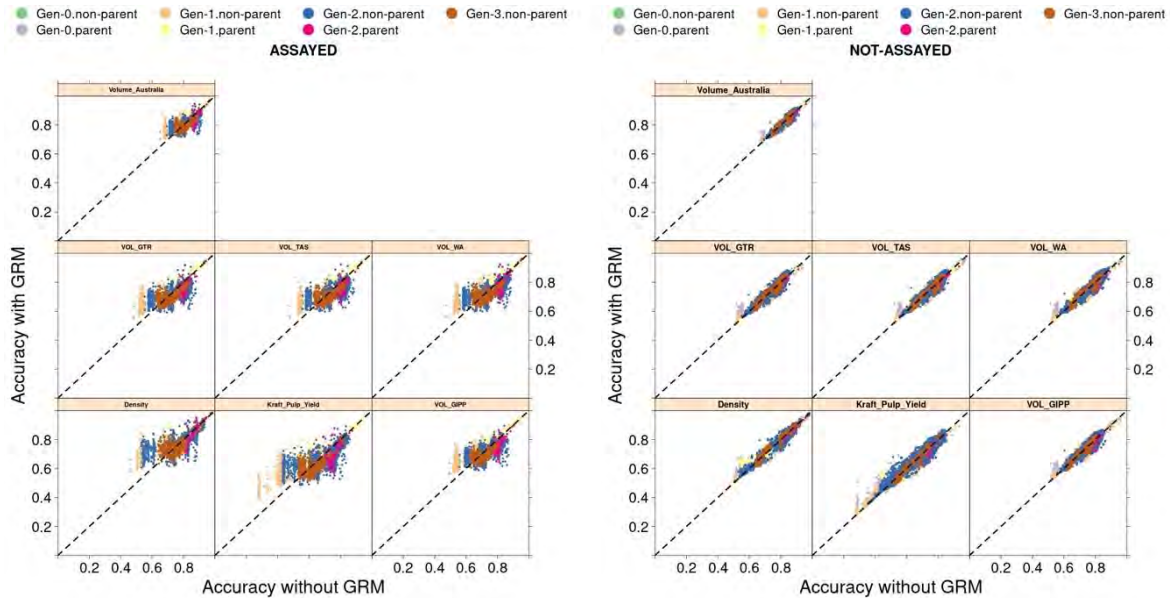 Gen-0.non-parent Gen-1.non-parent Gen-2.non-parent Gen-3.non-parent
Gen-0.parent Gen-1.parent Gen-2.parent
ASSAYED
Volume_Australia
0.8
0.6
0.4
0.2
VOL_GTR VOL_TAS VOL_WA
0.8 0.8
0.6 0.6
0.4 0.4
0.2 0.2
Density Kraft_Pulp_Yield VOL_GIPP
0.8
0.6
0.4
0.2
0.2 0.4 0.6 0.8 0.2 0.4 0.6 0.8
Accuracy with GRM
Accuracy without GRM
Gen-0.non-parent Gen-1.non-parent Gen-2.non-parent Gen-3.non-parent
Gen-0.parent Gen-1.parent Gen-2.parent
NOT-ASSAYED
Volume_Australia
0.8
0.6
0.4
0.2
VOL_GTR VOL_TAS VOL_WA
0.8
0.6
0.4
0.2
Density Kraft_Pulp_Yield VOL_GIPP
0.8
0.6
0.4
0.2
0.2 0.4 0.6 0.8 0.2 0.4 0.6 0.8
Accuracy with GRM
Accuracy without GRM